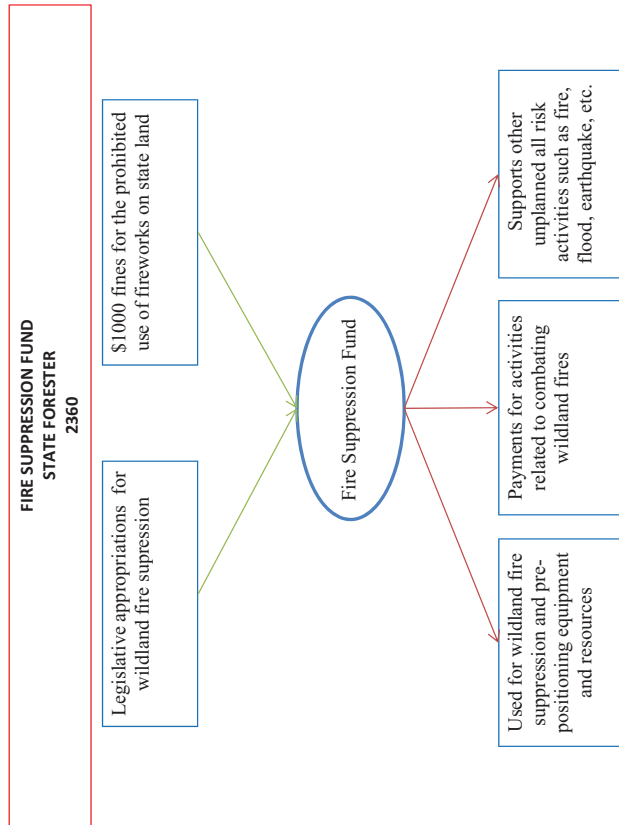 FIRE SUPPRESSION FUND
STATE FORESTER
2360
Legislative appropriations for
wildland fire supression
$1000 fines for the prohibited
use of fireworks on state land
Fire Suppression Fund
Used for wildland fire
suppression and pre-
positioning equipment
and resources
Payments for activities
related to combating
wildland fires
Supports other
unplanned all risk
activities such as fire,
flood, earthquake, etc.